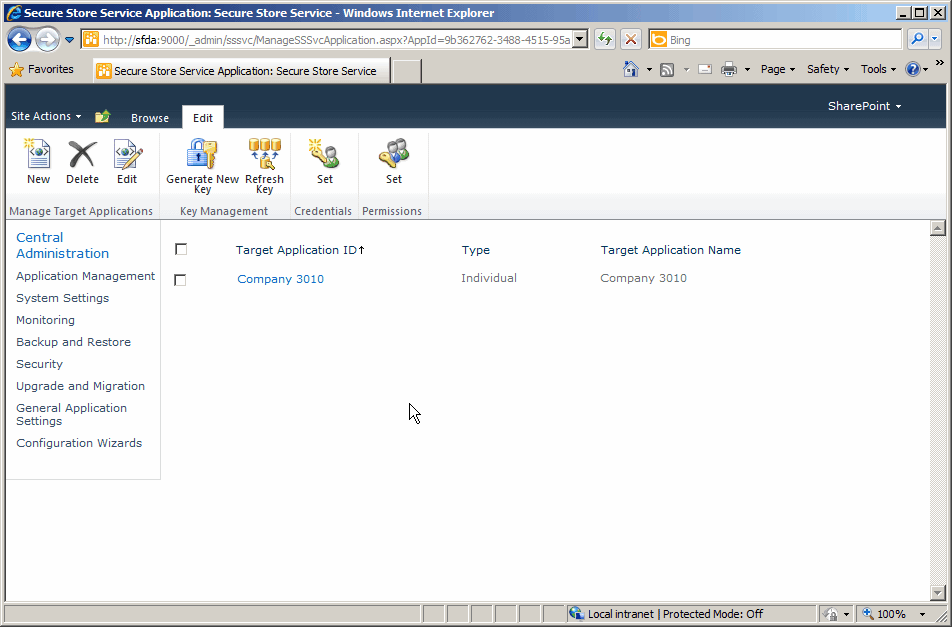 Secure Store Service Application: Secure Store Service - Windows Internet Explorer
http://sfda:9000/_admin/sssvc/ManageSSSvcApplication.aspx?AppId=9b362762-3488-4515-95a
Bing
Favorites
Secure Store Service Application: Secure Store Service
Page
Safety
Tools
SharePoint
Site Actions
Browse
Edit
New
Delete
Edit
Generate New Key
Refresh Key
Set
Set
Manage Target Applications
Key Management
Credentials
Permissions
Central
Administration
Application Management
System Settings
Monitoring
Backup and Restore
Security
Upgrade and Migration
General Application
Settings
Configuration Wizards
Target Application ID↑
Type
Target Application Name
Company 3010
Individual
Company 3010
Local intranet | Protected Mode: Off
100%